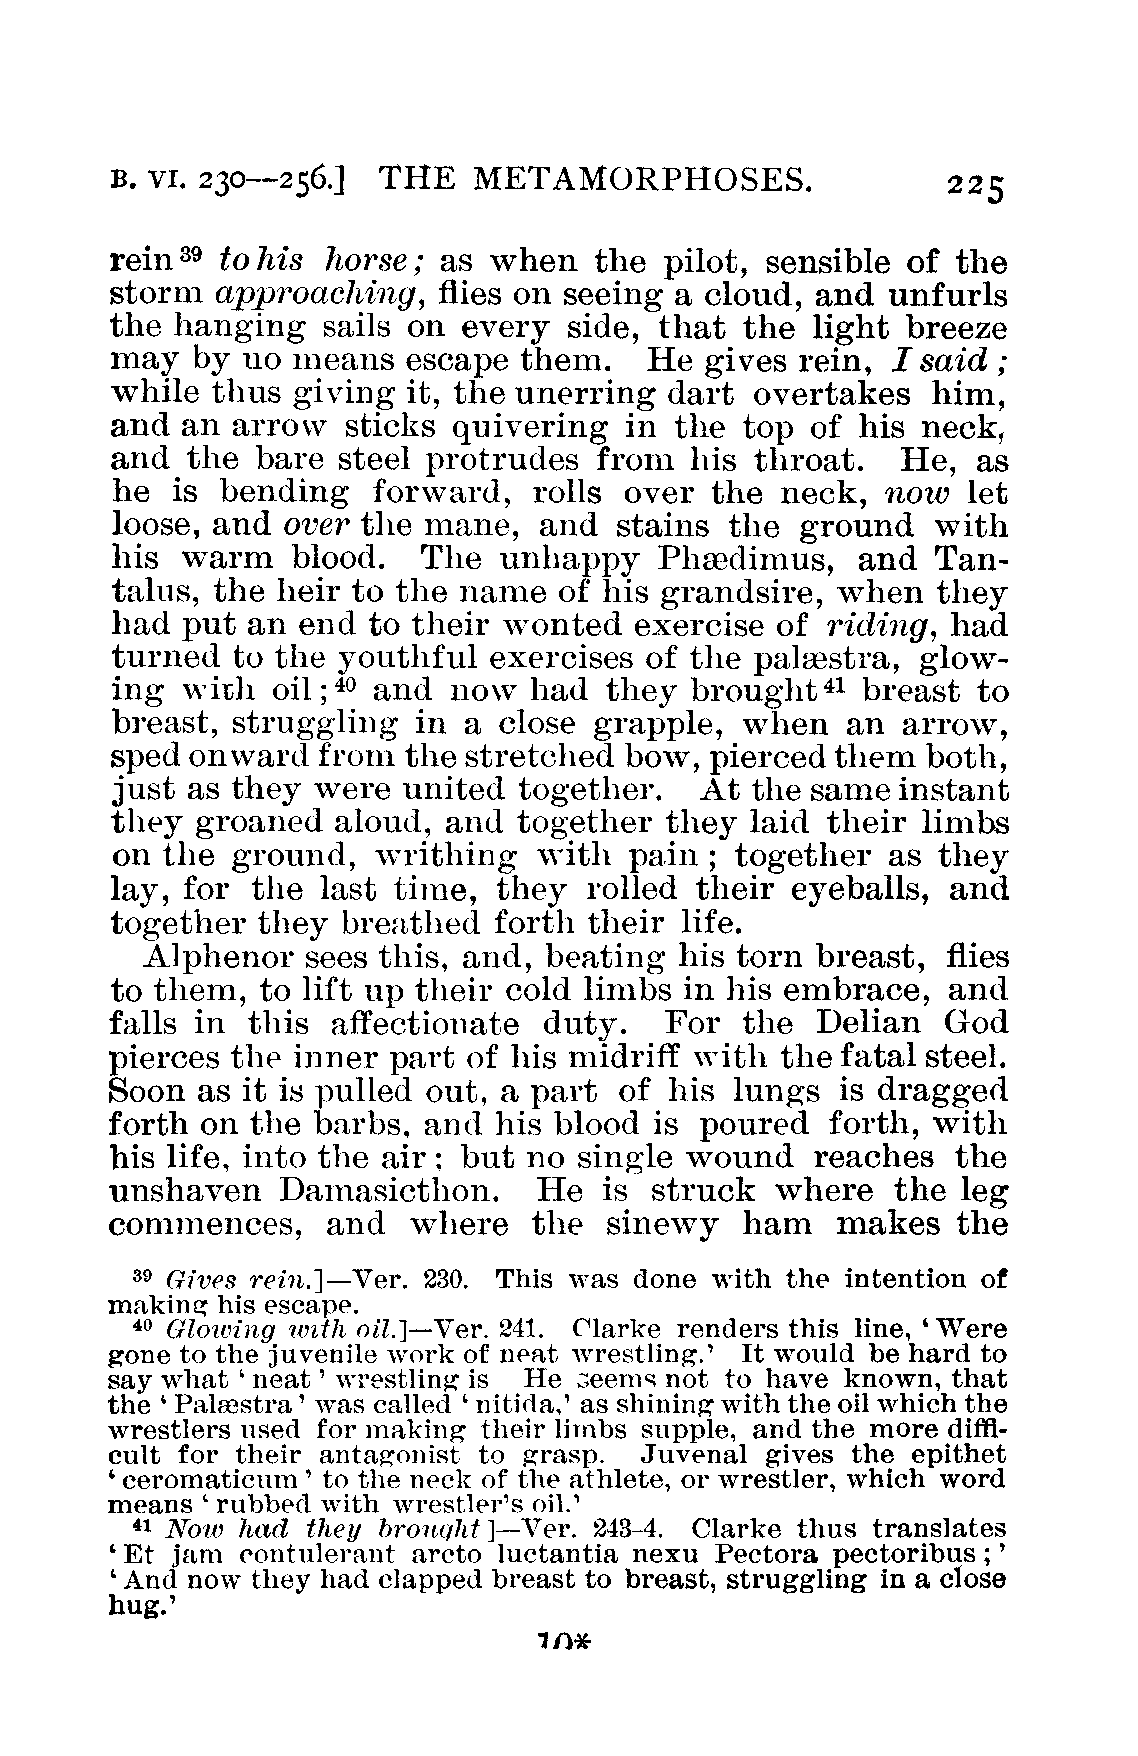 B. VI. 230—256.] THE METAMORPHOSES. 225
rein 39 to his horse; as when the pilot, sensible of the
storm approaching, flies on seeing a cloud, and unfurls
the hanging sails on every side, that the light breeze
may by no means escape them. He gives rein, I said ;
while thus giving it, the unerring dart overtakes him,
and an arrow sticks quivering in the top of his neck,
and the bare steel protrudes from his throat. He, as
he is bending forward, rolls over the neck, now let
loose, and over the mane, and stains the ground with
his warm blood. The unhappy Phædimus, and Tan-
talus, the heir to the name of his grandsire, when they
had put an end to their wonted exercise of riding, had
turned to the youthful exercises of the palæstra, glow-
ing with oil ; 40 and now had they brought 41 breast to
breast, struggling in a close grapple, when an arrow,
sped onward from the stretched bow, pierced them both,
just as they were united together. At the same instant
they groaned aloud, and together they laid their limbs
on the ground, writhing with pain ; together as they
lay, for the last time, they rolled their eyeballs, and
together they breathed forth their life.
Alphenor sees this, and, beating his torn breast, flies
to them, to lift up their cold limbs in his embrace, and
falls in this affectionate duty. For the Delian God
pierces the inner part of his midriff with the fatal steel.
Soon as it is pulled out, a part of his lungs is dragged
forth on the barbs, and his blood is poured forth, with
his life, into the air ; but no single wound reaches the
unshaven Damasicthon. He is struck where the leg
commences, and where the sinewy ham makes the
39 Gives rein.]—Ver. 230. This was done with the intention of
making his escape.
40 Glowing with oil.]—Ver. 241. Clarke renders this line, ‘Were
gone to the juvenile work of neat wrestling.’ It would be hard to
say what ‘neat’ wrestling is He seems not to have known, that
the ‘Palæstra’ was called ‘nitida,’ as shining with the oil which the
wrestlers used for making their limbs supple, and the more diffi-
cult for their antagonist to grasp. Juvenal gives the epithet
‘ceromaticum’ to the neck of the athlete, or wrestler, which word
means ‘rubbed with wrestler’s oil.’
41 Now had they brought ]—Ver. 243-4. Clarke thus translates
‘Et jam contulerant arcto luctantia nexu Pectora pectoribus ;’
‘And now they had clapped breast to breast, struggling in a close
hug.’
10*